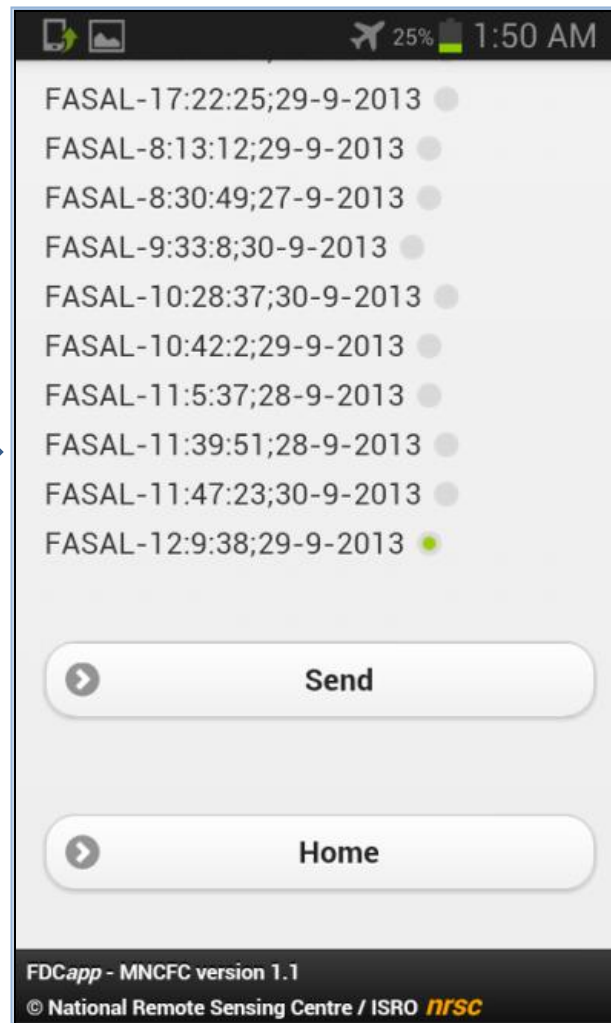 25% 1:50 AM
FASAL-17:22:25;29-9-2013
FASAL-8:13:12;29-9-2013
FASAL-8:30:49;27-9-2013
FASAL-9:33:8;30-9-2013
FASAL-10:28:37;30-9-2013
FASAL-10:42:2;29-9-2013
FASAL-11:5:37;28-9-2013
FASAL-11:39:51;28-9-2013
FASAL-11:47:23;30-9-2013
FASAL-12:9:38;29-9-2013
Send
Home
FDCapp - MNCFC version 1.1
© National Remote Sensing Centre / ISRO nrsc